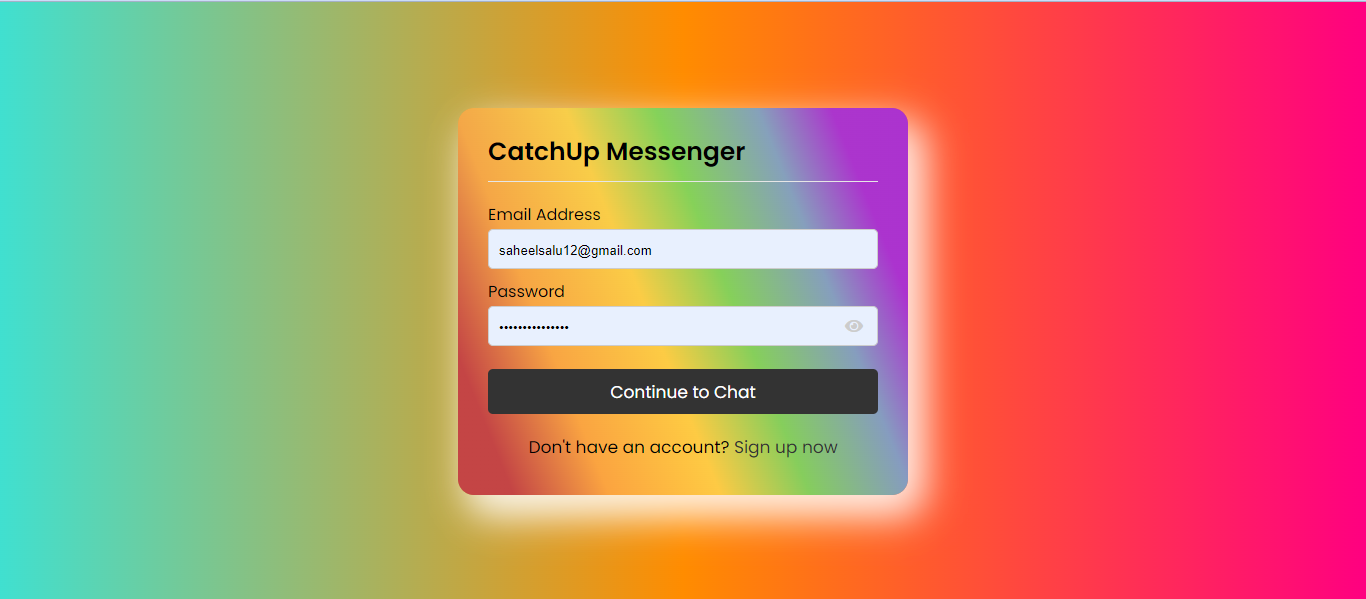 CatchUp Messenger
Email Address
saheelsalu12@gmail.com
Password
•••••••••••••••
Continue to Chat
Don't have an account? Sign up now